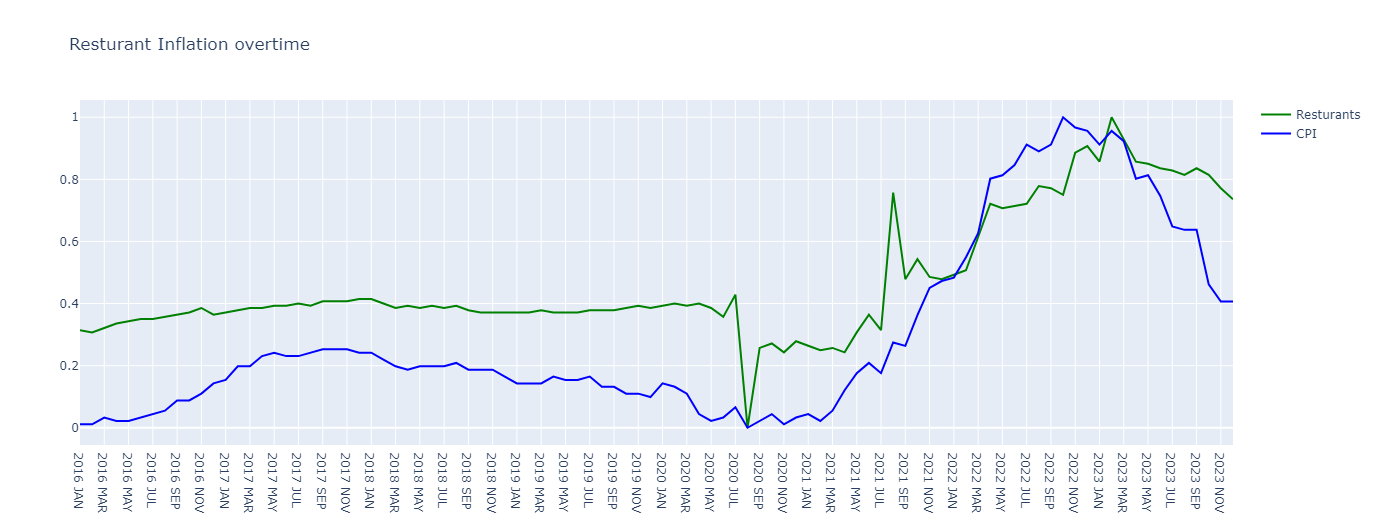 Resturant Inflation overtime
Resturants
CPI
1
0.8
0.6
0.4
0.2
0
2016 JAN
2016 MAR
2016 MAY
2016 JUL
2016 SEP
2016 NOV
2017 JAN
2017 MAR
2017 MAY
2017 JUL
2017 SEP
2017 NOV
2018 JAN
2018 MAR
2018 MAY
2018 JUL
2018 SEP
2018 NOV
2019 JAN
2019 MAR
2019 MAY
2019 JUL
2019 SEP
2019 NOV
2020 JAN
2020 MAR
2020 MAY
2020 JUL
2020 SEP
2020 NOV
2021 JAN
2021 MAR
2021 MAY
2021 JUL
2021 SEP
2021 NOV
2022 JAN
2022 MAR
2022 MAY
2022 JUL
2022 SEP
2022 NOV
2023 JAN
2023 MAR
2023 MAY
2023 JUL
2023 SEP
2023 NOV